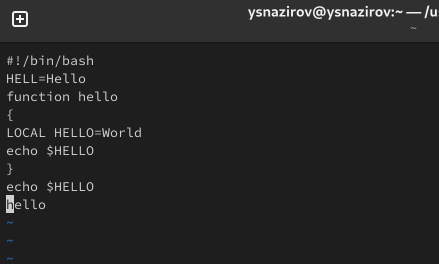 ysnazirov@ysnazirov:~ — /u
~
#!/bin/bash
HELL=Hello
function hello
{
LOCAL HELLO=World
echo $HELLO
}
echo $HELLO
hello
~
~
~